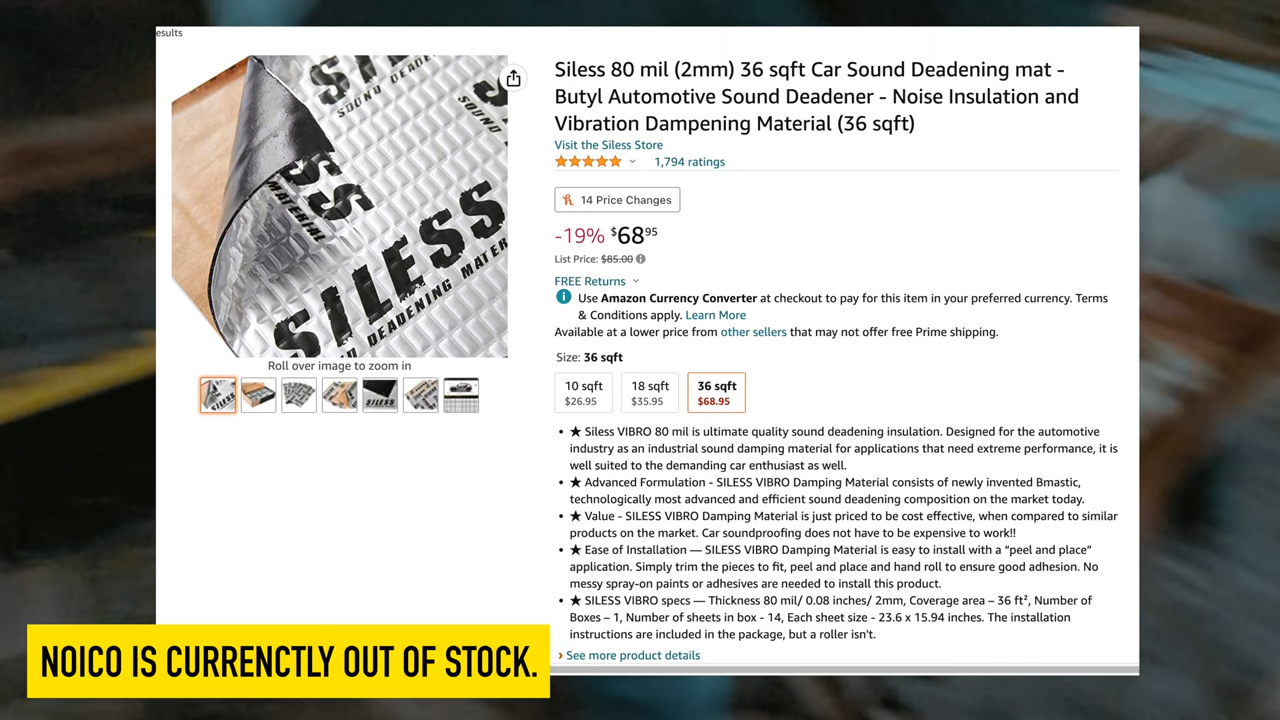 esults
SILESS
SOUND DEADE
SOUND
SS
MATERIAL
SILESS
SOUND DEADENING MATER
Roll over image to zoom in
Siless 80 mil (2mm) 36 sqft Car Sound Deadening mat -
Butyl Automotive Sound Deadener - Noise Insulation and
Vibration Dampening Material (36 sqft)
Visit the Siless Store
1,794 ratings
14 Price Changes
-19% $68.95
List Price: $85.00
FREE Returns
Use Amazon Currency Converter at checkout to pay for this item in your preferred currency. Terms
& Conditions apply. Learn More
Available at a lower price from other sellers that may not offer free Prime shipping.
Size: 36 sqft
10 sqft 18 sqft 36 sqft
$26.95 $35.95 $68.95
• ★ Siless VIBRO 80 mil is ultimate quality sound deadening insulation. Designed for the automotive
industry as an industrial sound damping material for applications that need extreme performance, it is
well suited to the demanding car enthusiast as well.
• ★ Advanced Formulation - SILESS VIBRO Damping Material consists of newly invented Bmastic,
technologically most advanced and efficient sound deadening composition on the market today.
• ★ Value - SILESS VIBRO Damping Material is just priced to be cost effective, when compared to similar
products on the market. Car soundproofing does not have to be expensive to work!!
• ★ Ease of Installation — SILESS VIBRO Damping Material is easy to install with a “peel and place”
application. Simply trim the pieces to fit, peel and place and hand roll to ensure good adhesion. No
messy spray-on paints or adhesives are needed to install this product.
• ★ SILESS VIBRO specs — Thickness 80 mil/ 0.08 inches/ 2mm, Coverage area – 36 ft², Number of
Boxes – 1, Number of sheets in box - 14, Each sheet size - 23.6 x 15.94 inches. The installation
instructions are included in the package, but a roller isn't.
› See more product details
NOICO IS CURRENCTLY OUT OF STOCK.